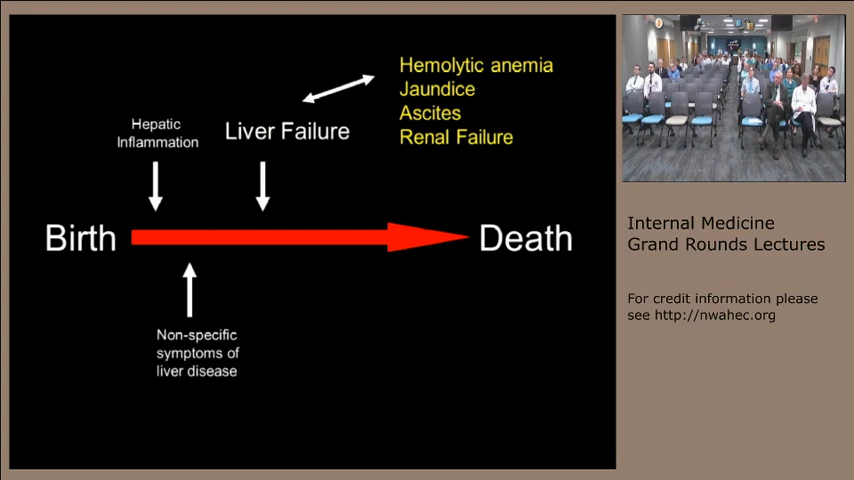 Hemolytic anemia
Jaundice
Ascites
Renal Failure
Hepatic
Inflammation
Liver Failure
Birth
Death
Non-specific
symptoms of
liver disease
Internal Medicine
Grand Rounds Lectures
For credit information please
see http://nwahec.org